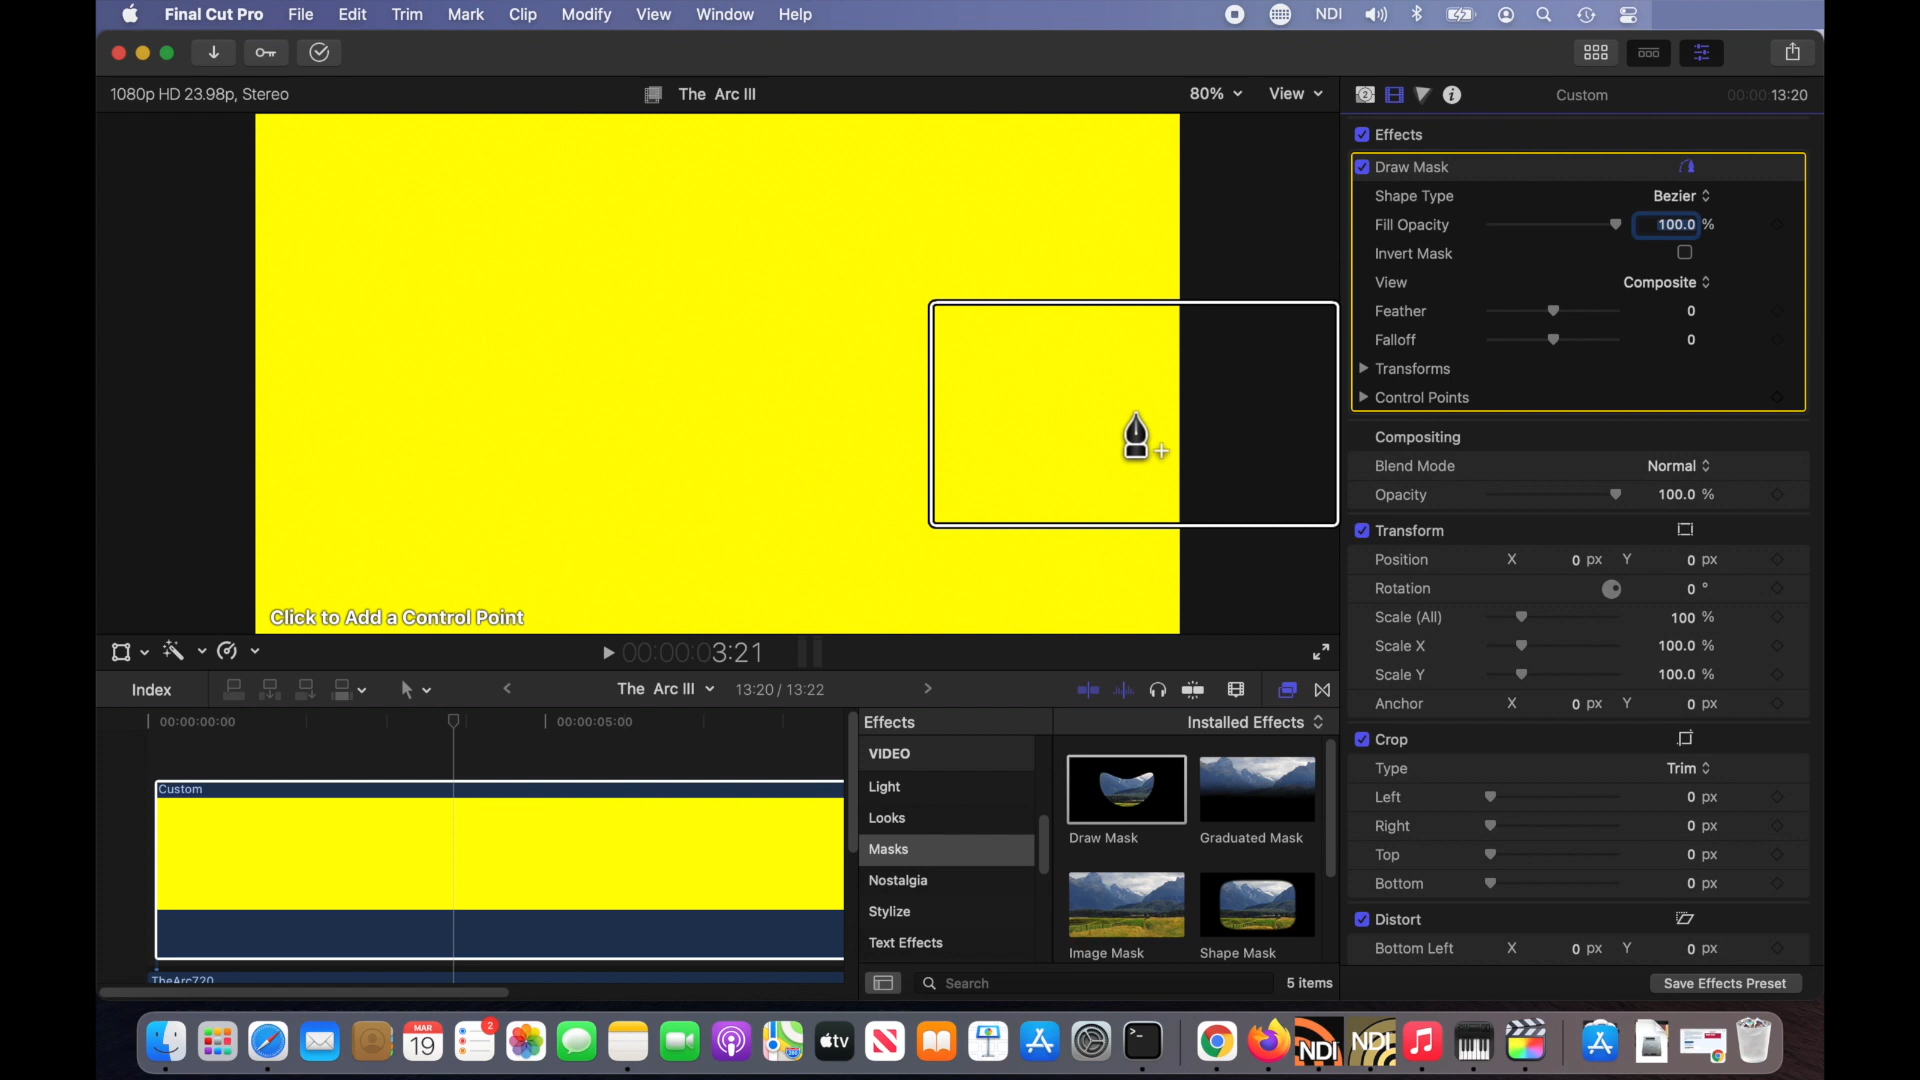 Final Cut Pro File Edit Trim Mark Clip Modify View Window Help NDI
1080p HD 23.98p, Stereo The Arc III 80% View Custom 00:00:13:20
Effects
Draw Mask
Shape Type Bezier
Fill Opacity 100.0 %
Invert Mask
View Composite
Feather 0
Falloff 0
Transforms
Control Points
Compositing
Blend Mode Normal
Opacity 100.0 %
Transform
Position X 0 px Y 0 px
Rotation 0 °
Scale (All) 100 %
Scale X 100.0 %
Scale Y 100.0 %
Anchor X 0 px Y 0 px
Crop
Type Trim
Left 0 px
Right 0 px
Top 0 px
Bottom 0 px
Distort
Bottom Left X 0 px Y 0 px
Save Effects Preset
Click to Add a Control Point
00:00:03:21
Index The Arc III 13:20 / 13:22
00:00:00:00 00:00:05:00
Custom
TheArc720
Effects Installed Effects
VIDEO
Light
Looks
Masks
Nostalgia
Stylize
Text Effects
Draw Mask Graduated Mask
Image Mask Shape Mask
Search 5 items
MAR
19
2
tv
NDI
NDI